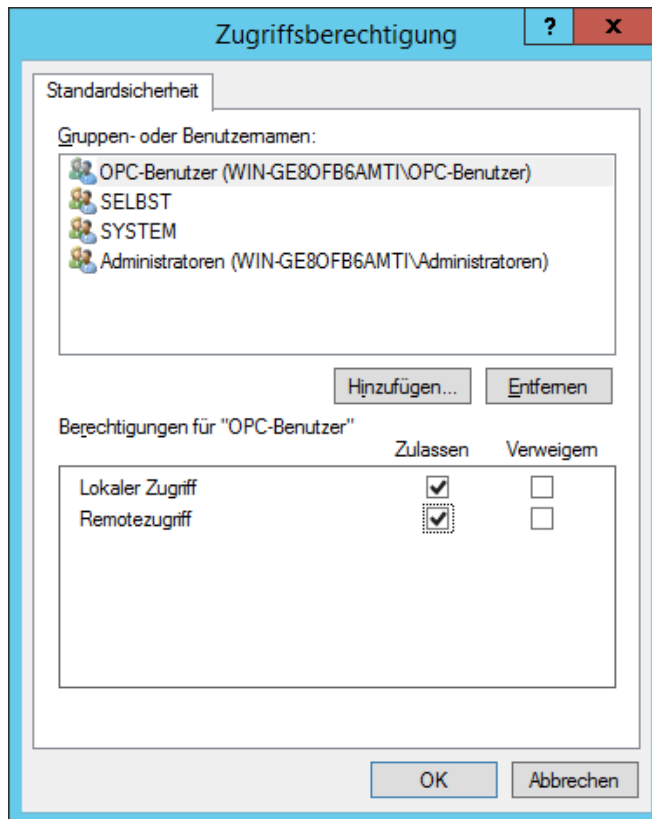 Zugriffsberechtigung
?
x
Standardsicherheit
Gruppen- oder Benutzernamen:
OPC-Benutzer (WIN-GE8OFB6AMTI\OPC-Benutzer)
SELBST
SYSTEM
Administratoren (WIN-GE8OFB6AMTI\Administratoren)
Hinzufügen... Entfernen
Berechtigungen für "OPC-Benutzer"
Zulassen Verweigern
Lokaler Zugriff
Remotezugriff
OK Abbrechen